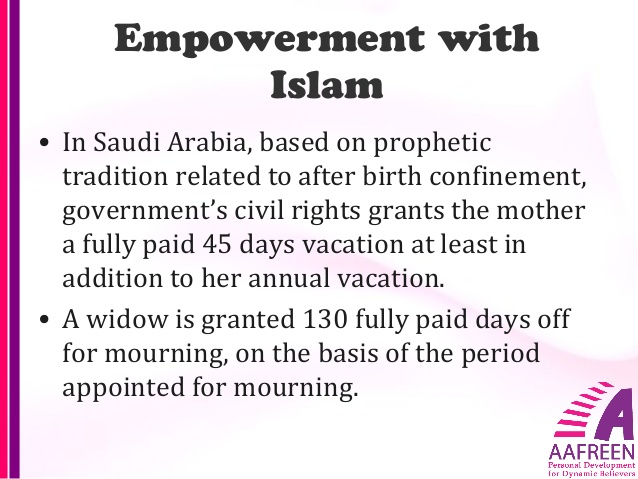 Empowerment with
Islam
• In Saudi Arabia, based on prophetic
tradition related to after birth confinement,
government’s civil rights grants the mother
a fully paid 45 days vacation at least in
addition to her annual vacation.
• A widow is granted 130 fully paid days off
for mourning, on the basis of the period
appointed for mourning.
AAFREEN
Personal Development
for Dynamic Believers